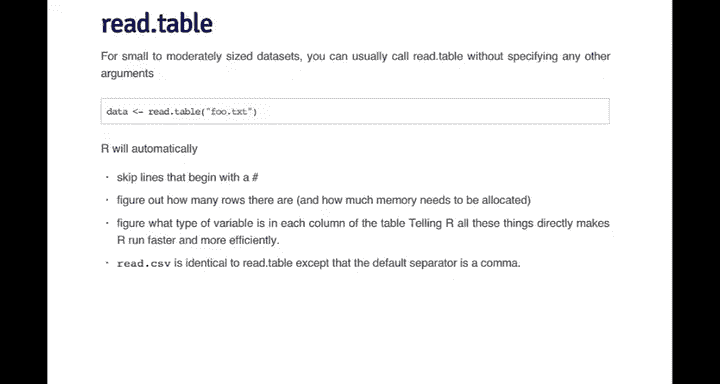 read.table
For small to moderately sized datasets, you can usually call read.table without specifying any other
arguments
data <- read.table("foo.txt")
R will automatically
· skip lines that begin with a #
· figure out how many rows there are (and how much memory needs to be allocated)
· figure what type of variable is in each column of the table Telling R all these things directly makes
R run faster and more efficiently.
· read.csv is identical to read.table except that the default separator is a comma.